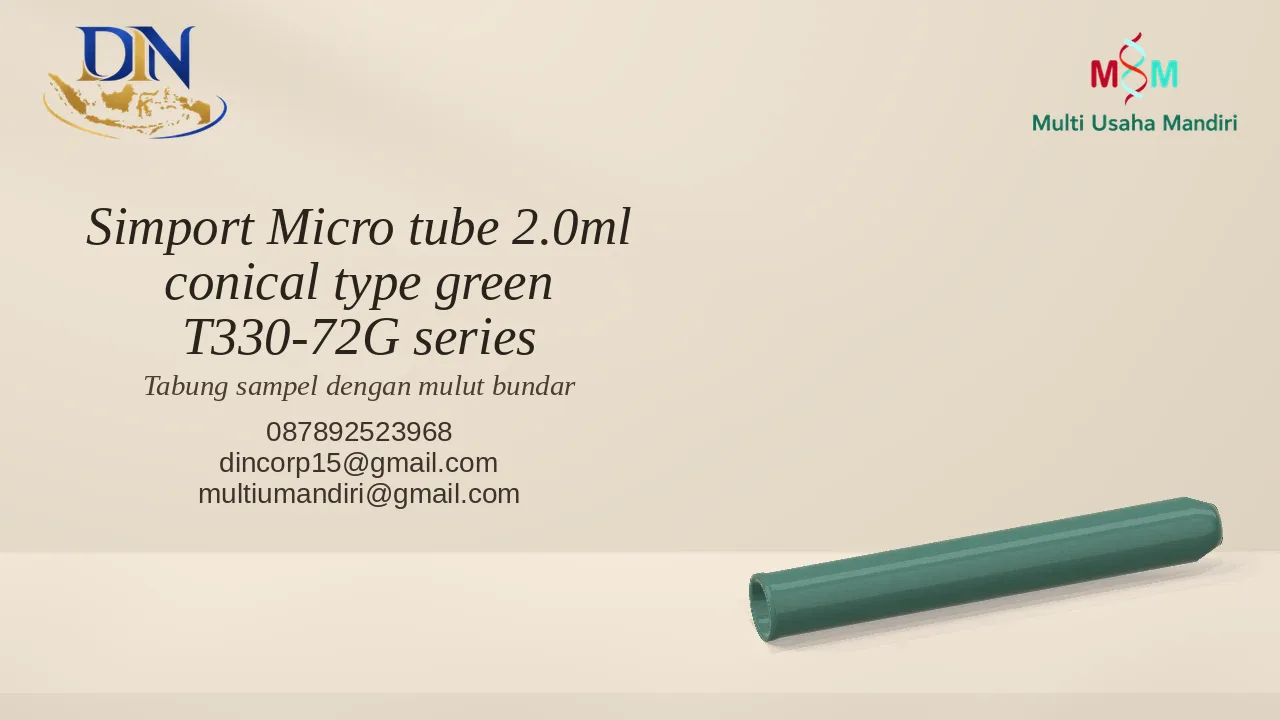 DIN
MSM
Multi Usaha Mandiri
Simport Micro tube 2.0ml
conical type green
T330-72G series
Tabung sampel dengan mulut bundar
087892523968
dincorp15@gmail.com
multiumandiri@gmail.com